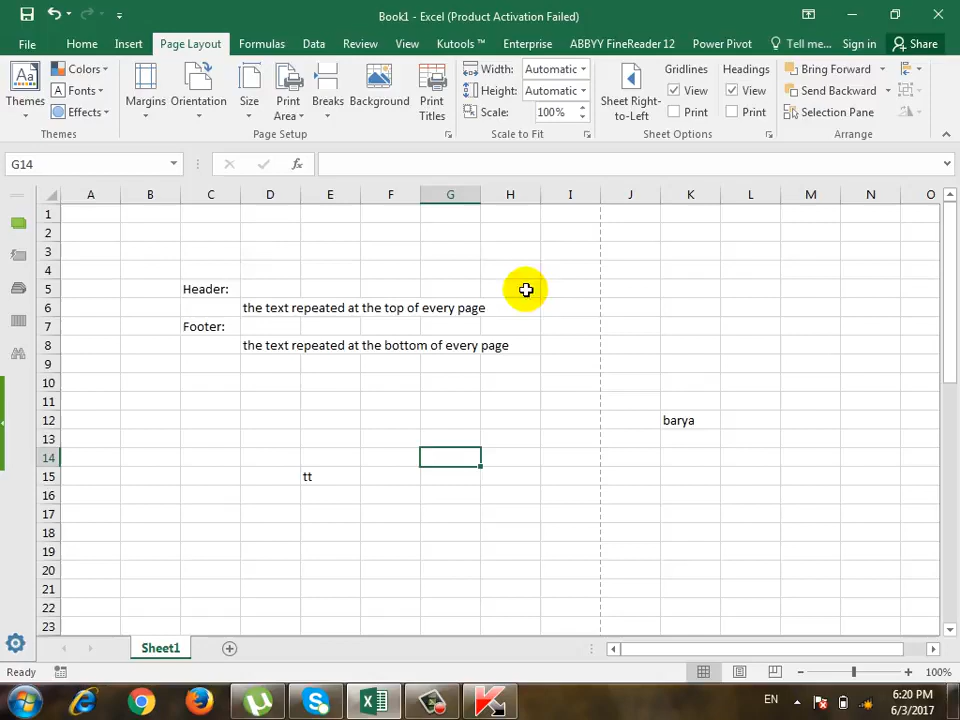 Book1 - Excel (Product Activation Failed)
File Home Insert Page Layout Formulas Data Review View Kutools ™ Enterprise ABBYY FineReader 12 Power Pivot Tell me... Sign in Share
Themes
Colors
Fonts
Effects
Themes
Margins Orientation Size Print Area Breaks Background Print Titles
Page Setup
Width: Automatic
Height: Automatic
Scale: 100%
Scale to Fit
Sheet Right-to-Left
Gridlines
View
Print
Headings
View
Print
Sheet Options
Bring Forward
Send Backward
Selection Pane
Arrange
G14
fx
A B C D E F G H I J K L M N O
1
2
3
4
5 Header:
6 the text repeated at the top of every page
7 Footer:
8 the text repeated at the bottom of every page
9
10
11
12 barya
13
14
15 tt
16
17
18
19
20
21
22
23
Sheet1
Ready
100%
EN
6:20 PM
6/3/2017